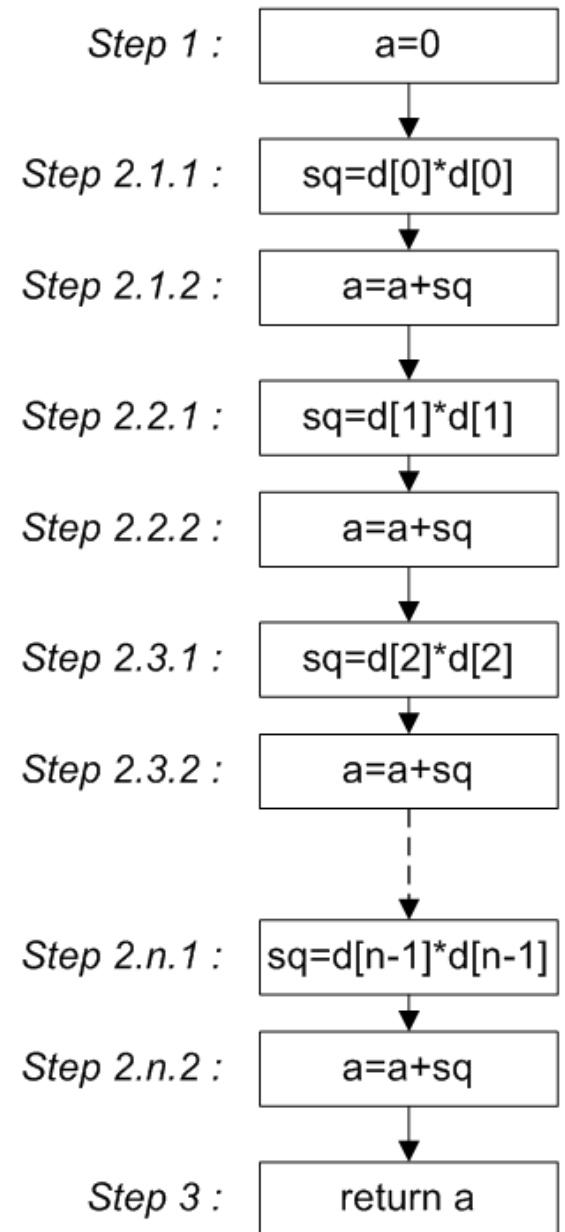 Step 1 : a=0
Step 2.1.1 : sq=d[0]*d[0]
Step 2.1.2 : a=a+sq
Step 2.2.1 : sq=d[1]*d[1]
Step 2.2.2 : a=a+sq
Step 2.3.1 : sq=d[2]*d[2]
Step 2.3.2 : a=a+sq
Step 2.n.1 : sq=d[n-1]*d[n-1]
Step 2.n.2 : a=a+sq
Step 3 : return a